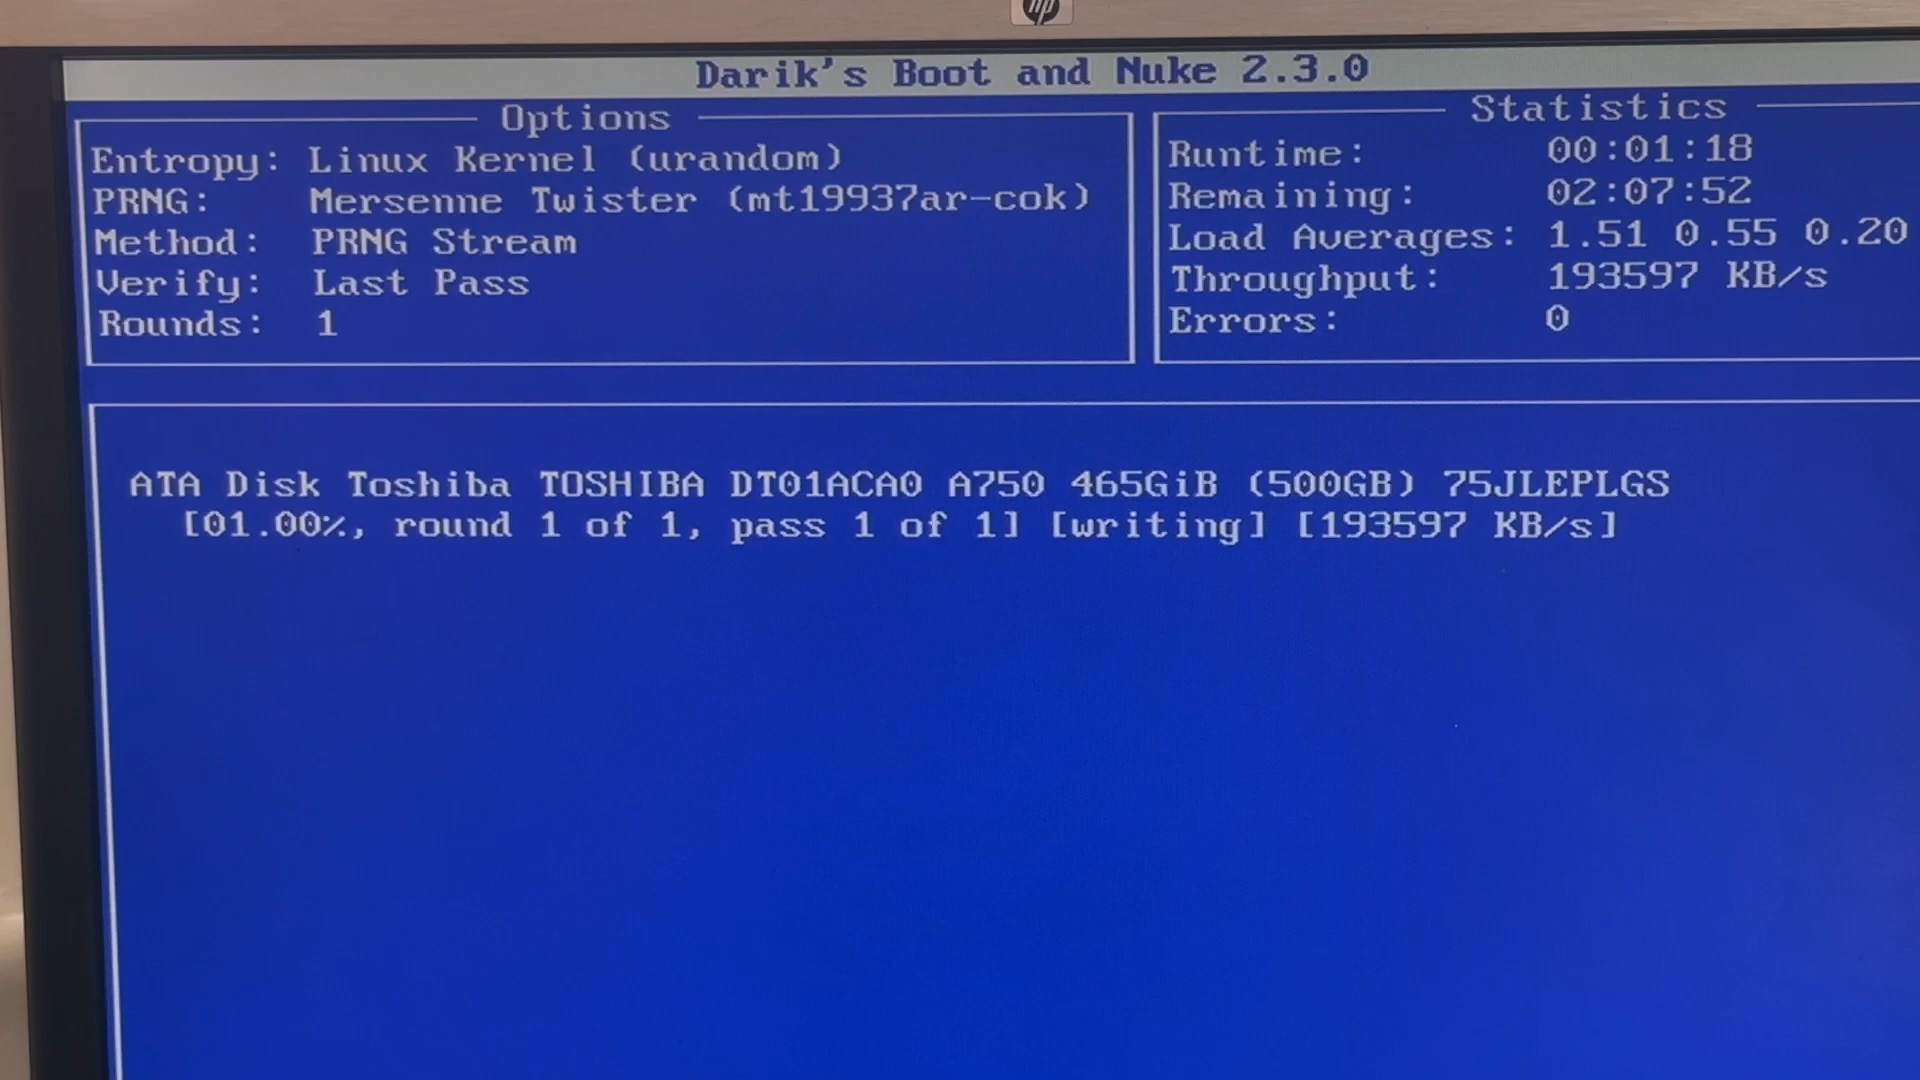 hp
Darik's Boot and Nuke 2.3.0
Options
Entropy: Linux Kernel (urandom)
PRNG: Mersenne Twister (mt19937ar-cok)
Method: PRNG Stream
Verify: Last Pass
Rounds: 1
Statistics
Runtime: 00:01:18
Remaining: 02:07:52
Load Averages: 1.51 0.55 0.20
Throughput: 193597 KB/s
Errors: 0
ATA Disk Toshiba TOSHIBA DT01ACA0 A750 465GiB (500GB) 75JLEPLGS
[01.00%, round 1 of 1, pass 1 of 1] [writing] [193597 KB/s]